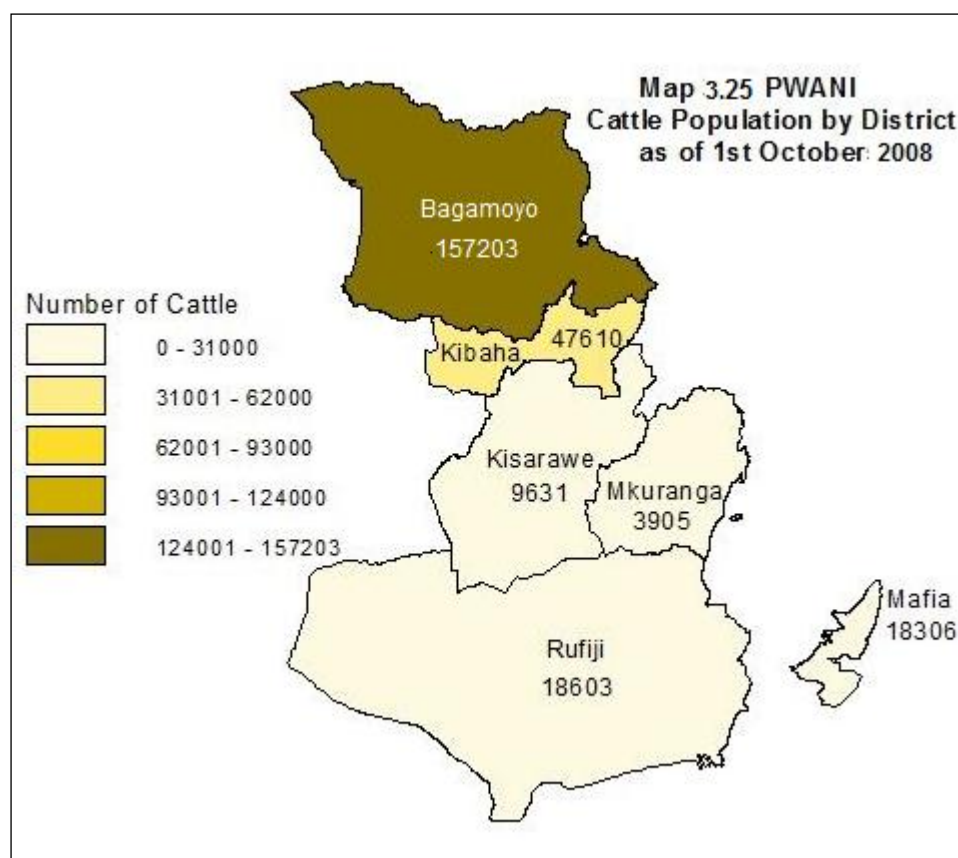 Map 3.25 PWANI
Cattle Population by District
as of 1st October 2008
Bagamoyo
157203
Number of Cattle
0 - 31000
31001 - 62000
62001 - 93000
93001 - 124000
124001 - 157203
47610
Kibaha
Kisarawe
9631
Mkuranga
3905
Mafia
18306
Rufiji
18603